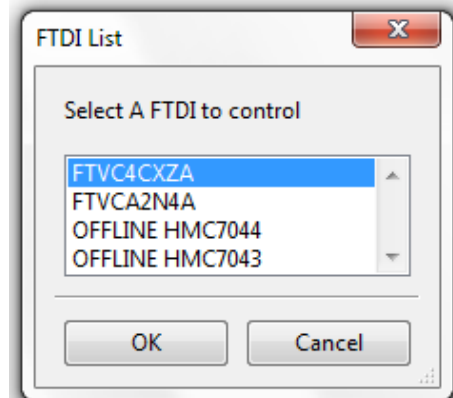 FTDI List
Select A FTDI to control
FTVC4CXZA
FTVCA2N4A
OFFLINE HMC7044
OFFLINE HMC7043
OK
Cancel